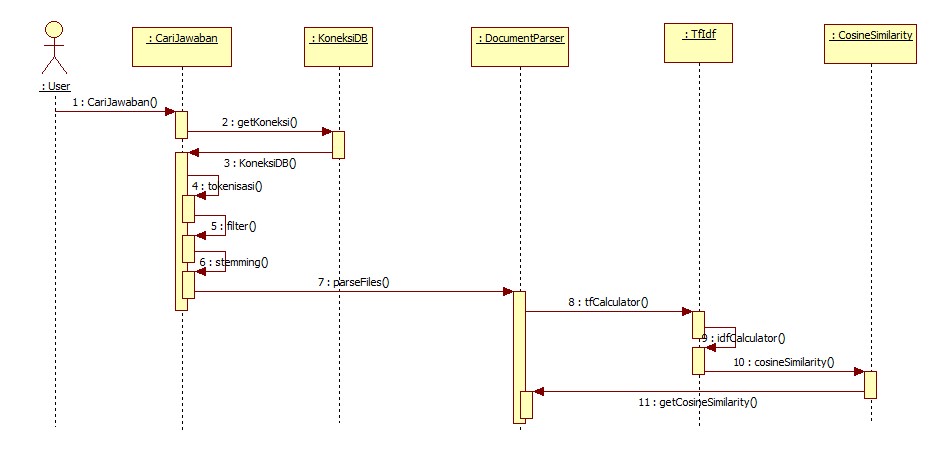 : CariJawaban
: KoneksiDB
: DocumentParser
: TfIdf
: CosineSimilarity
: User
1 : CariJawaban()
2 : getKoneksi()
3 : KoneksiDB()
4 : tokenisasi()
5 : filter()
6 : stemming()
7 : parseFiles()
8 : tfCalculator()
9 : idfCalculator()
10 : cosineSimilarity()
11 : getCosineSimilarity()